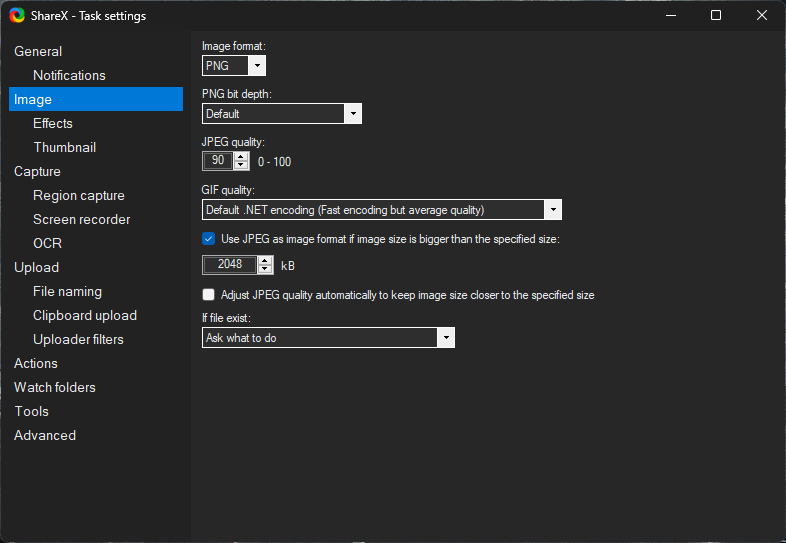 ShareX - Task settings
General
Notifications
Image
Effects
Thumbnail
Capture
Region capture
Screen recorder
OCR
Upload
File naming
Clipboard upload
Uploader filters
Actions
Watch folders
Tools
Advanced
Image format:
PNG
PNG bit depth:
Default
JPEG quality:
90 0 - 100
GIF quality:
Default .NET encoding (Fast encoding but average quality)
Use JPEG as image format if image size is bigger than the specified size:
2048 kB
Adjust JPEG quality automatically to keep image size closer to the specified size
If file exist:
Ask what to do